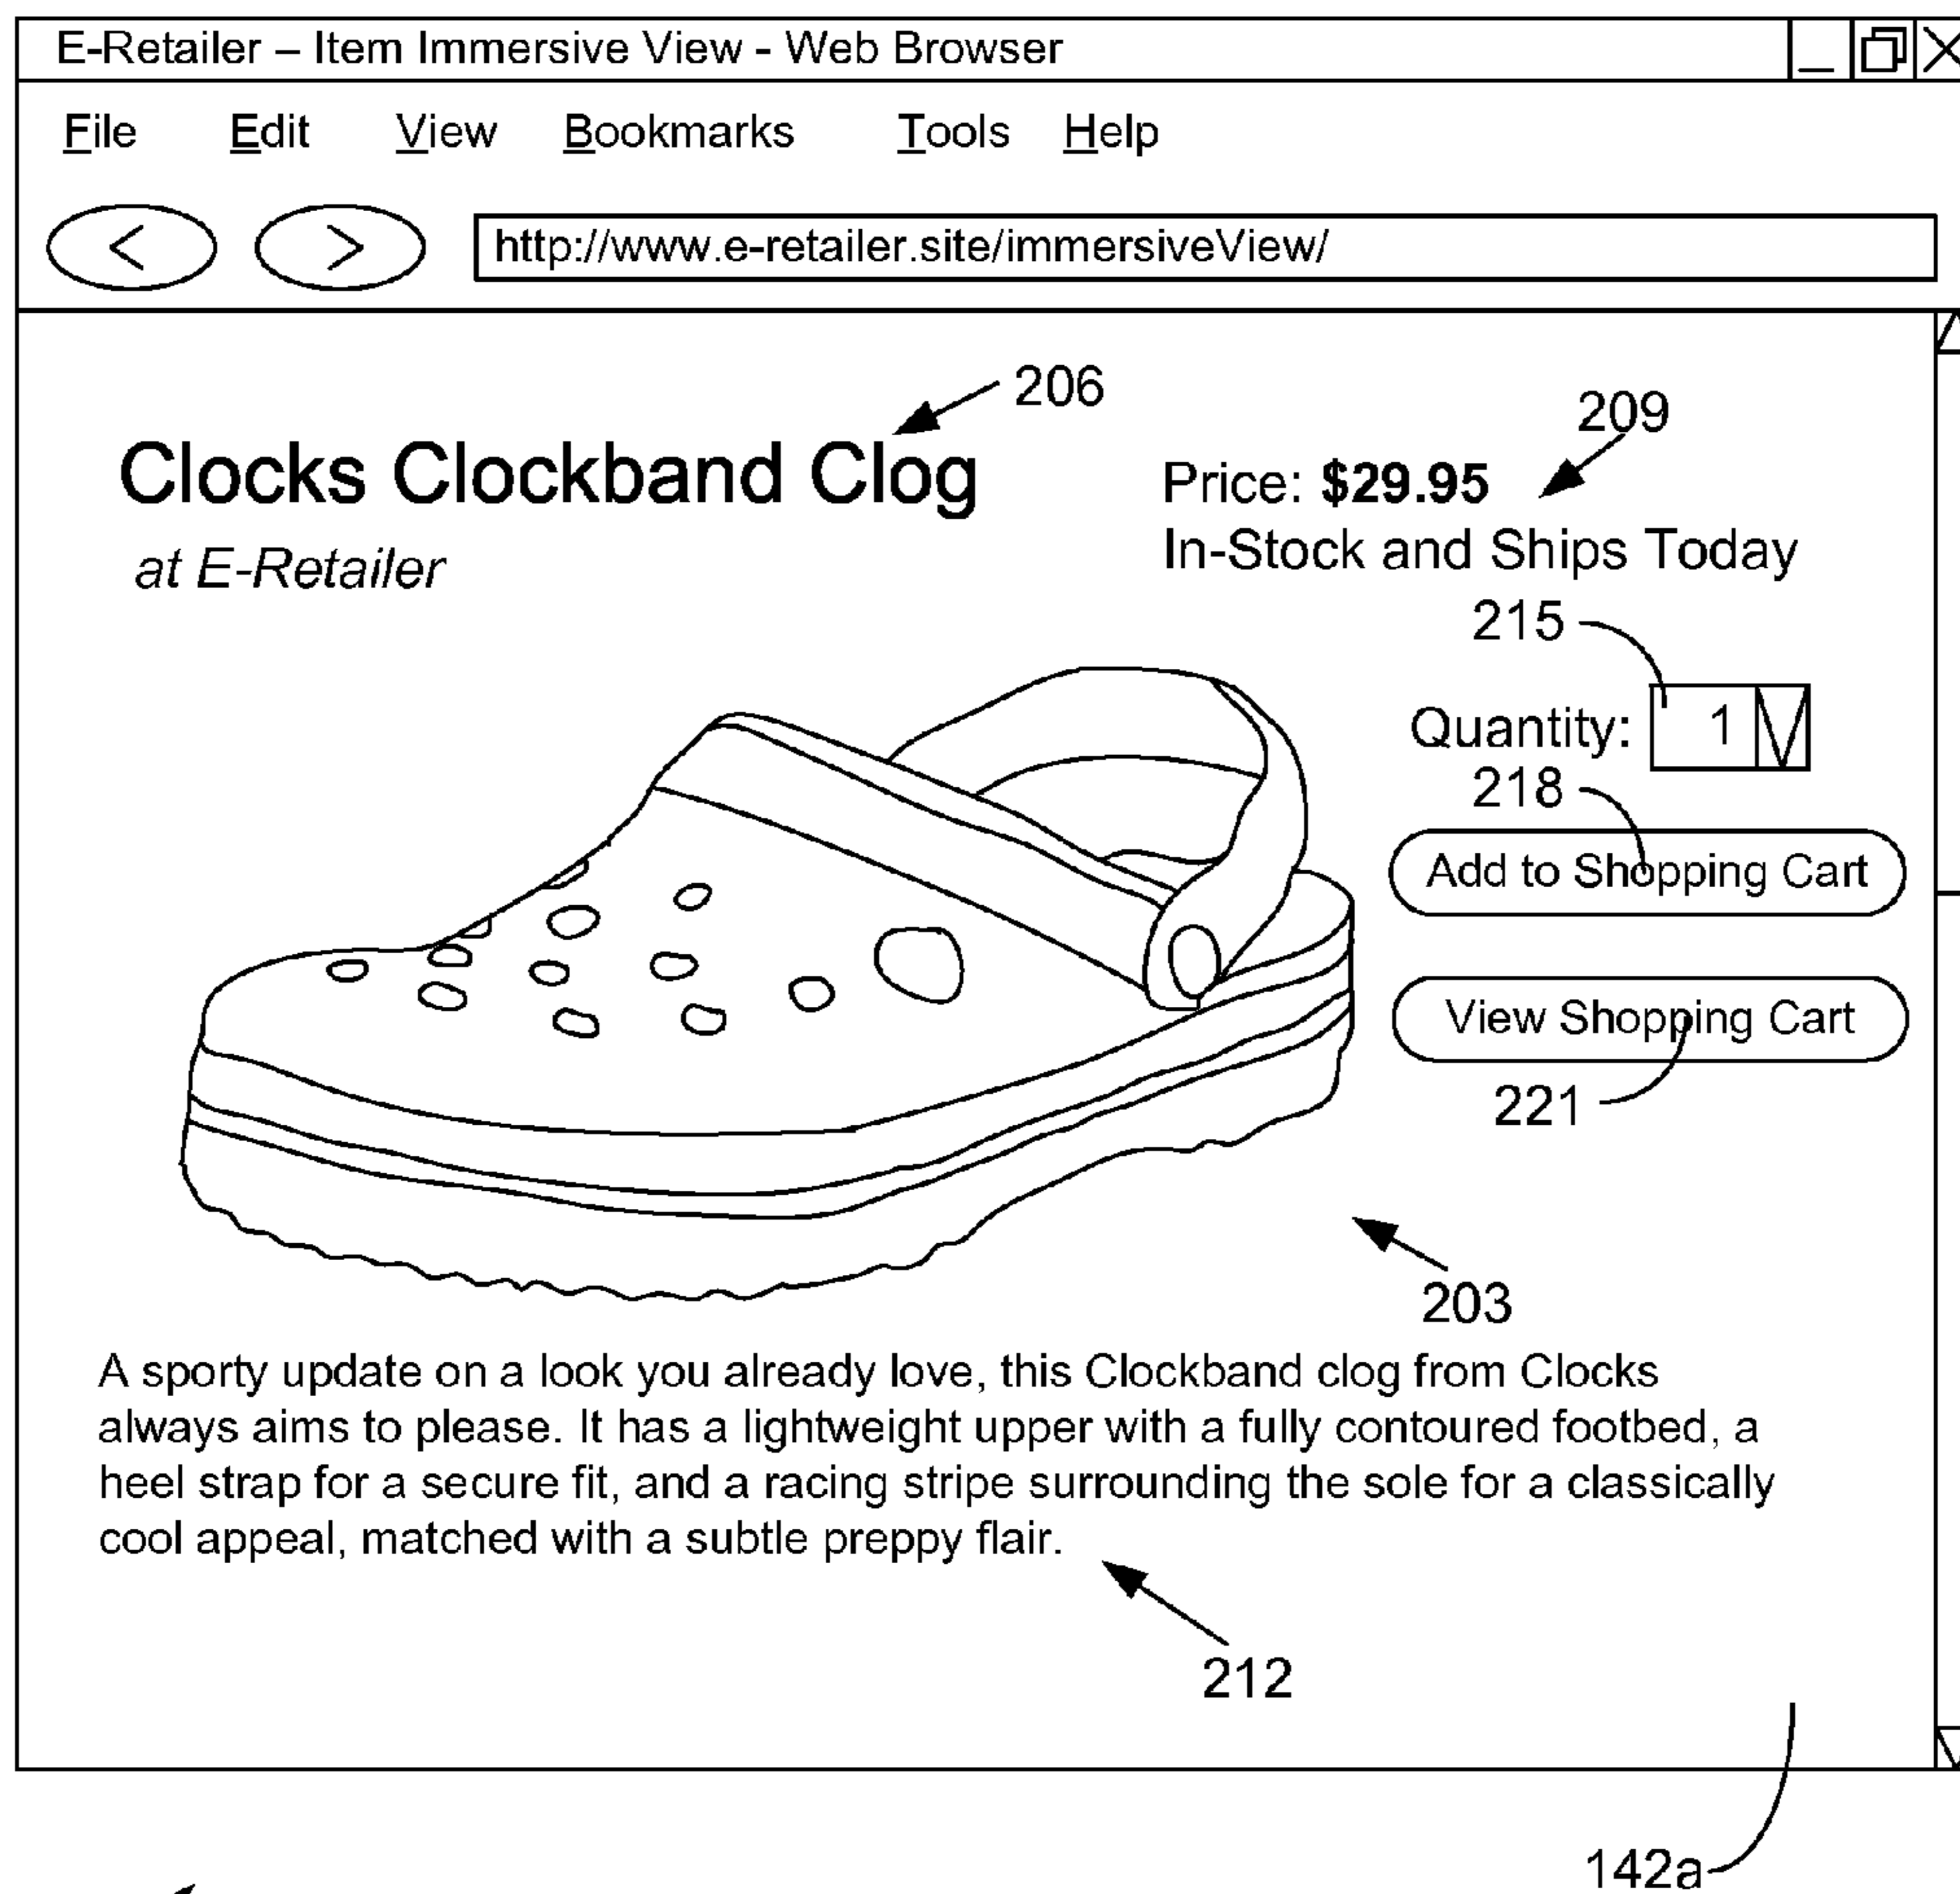 E-Retailer – Item Immersive View - Web Browser
File Edit View Bookmarks Tools Help
< > http://www.e-retailer.site/immersiveView/
206
209
Clocks Clockband Clog
Price: $29.95
at E-Retailer
In-Stock and Ships Today
215
Quantity: 1
218
Add to Shopping Cart
View Shopping Cart
221
203
A sporty update on a look you already love, this Clockband clog from Clocks
always aims to please. It has a lightweight upper with a fully contoured footbed, a
heel strap for a secure fit, and a racing stripe surrounding the sole for a classically
cool appeal, matched with a subtle preppy flair.
212
142a